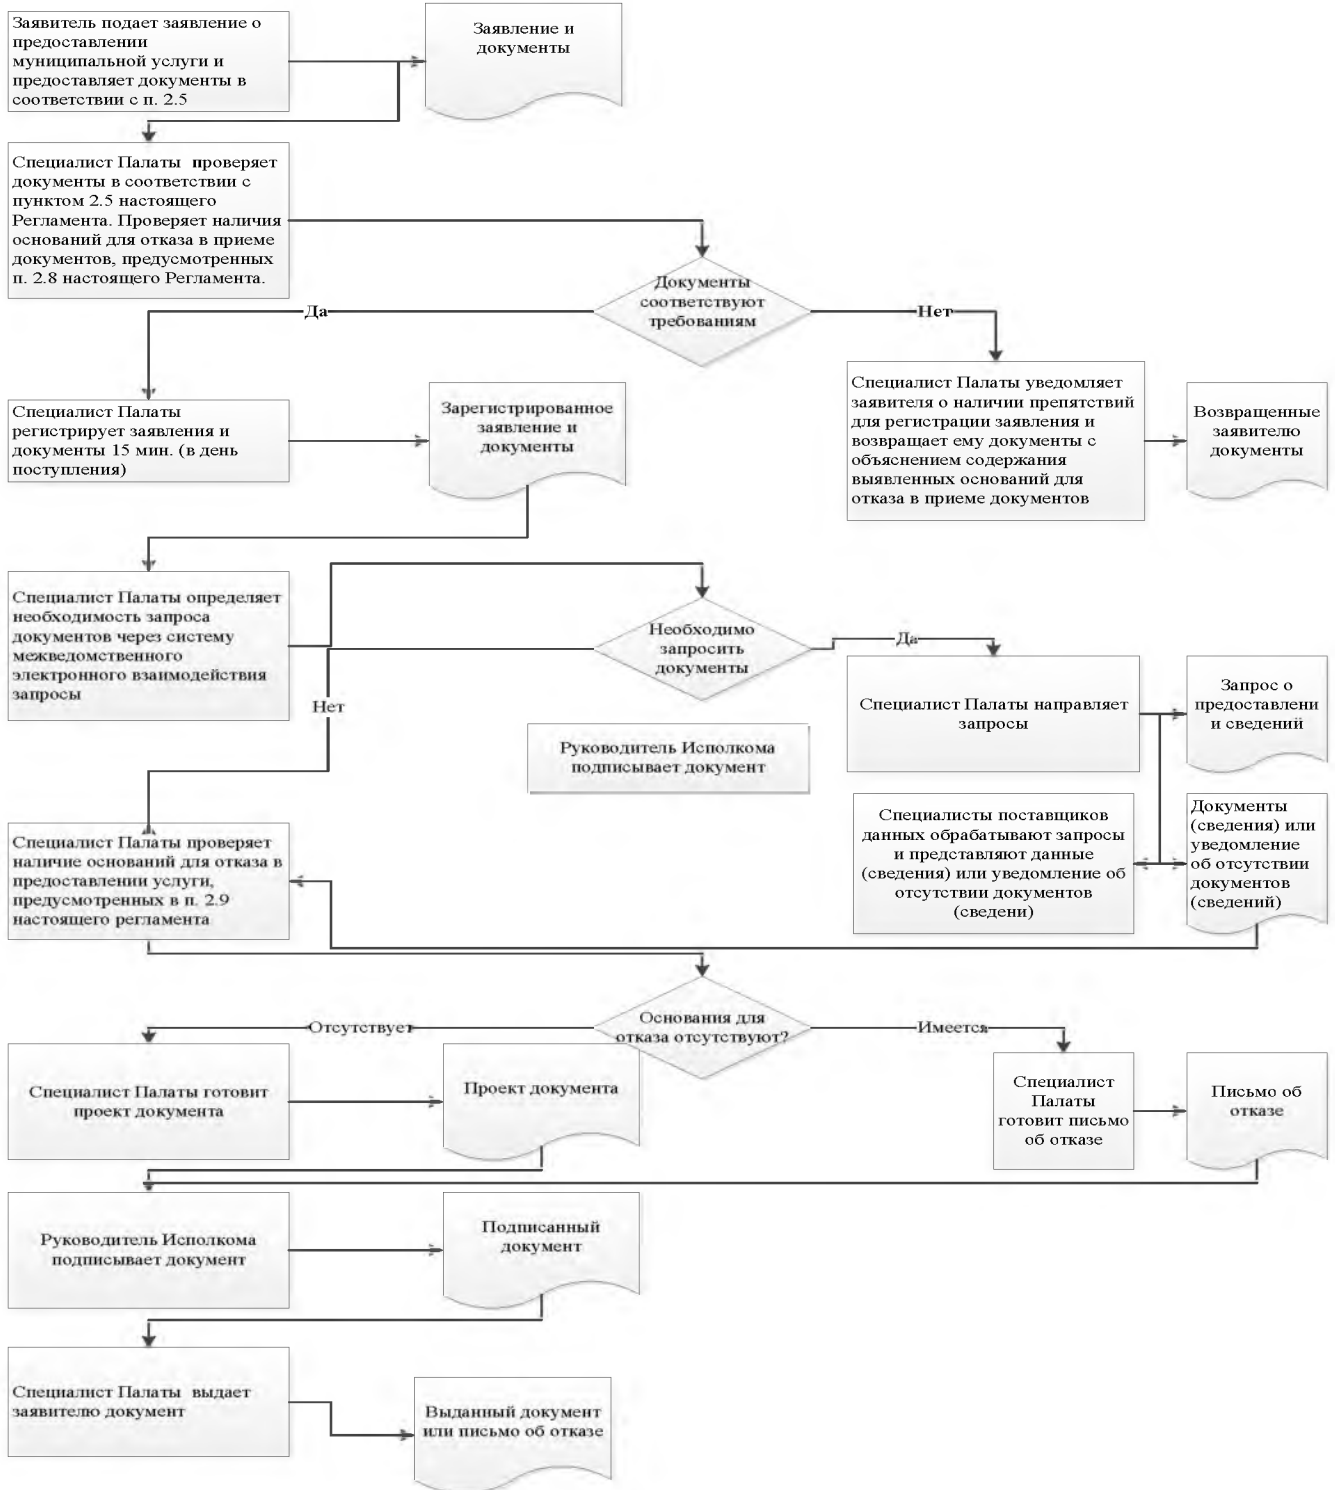 Заявитель подает заявление о
предоставлении
муниципальной услуги и
предоставляет документы в
соответствии с п. 2.5
Заявление и
документы
Специалист Палаты проверяет
документы в соответствии с
пунктом 2.5 настоящего
Регламента. Проверяет наличия
оснований для отказа в приеме
документов, предусмотренных
п. 2.8 настоящего Регламента.
Документы
соответствуют
требованиям
Да
Нет
Специалист Палаты
регистрирует заявления и
документы 15 мин. (в день
поступления)
Зарегистрированное
заявление и
документы
Специалист Палаты уведомляет
заявителя о наличии препятствий
для регистрации заявления и
возвращает ему документы с
объяснением содержания
выявленных оснований для
отказа в приеме документов
Возвращенные
заявителю
документы
Специалист Палаты определяет
необходимость запроса
документов через систему
межведомственного
электронного взаимодействия
запросы
Необходимо
запросить
документы
Да
Нет
Специалист Палаты направляет
запросы
Запрос о
предоставлени
и сведений
Руководитель Исполкома
подписывает документ
Специалисты поставщиков
данных обрабатывают запросы
и представляют данные
(сведения) или уведомление об
отсутствии документов
(сведени)
Документы
(сведения) или
уведомление
об отсутствии
документов
(сведений)
Специалист Палаты проверяет
наличие оснований для отказа в
предоставлении услуги,
предусмотренных в п. 2.9
настоящего регламента
Основания для
отказа отсутствуют?
Отсутствует
Имеется
Специалист Палаты готовит
проект документа
Проект документа
Специалист
Палаты
готовит письмо
об отказе
Письмо об
отказе
Руководитель Исполкома
подписывает документ
Подписанный
документ
Специалист Палаты выдает
заявителю документ
Выданный документ
или письмо об отказе